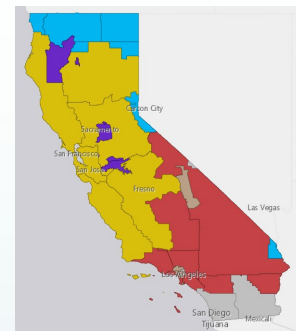 Carson City
Sacramento
San Francisco
San Jose
Fresno
Las Vegas
Los Angeles
San Diego
Mexicali
Tijuana